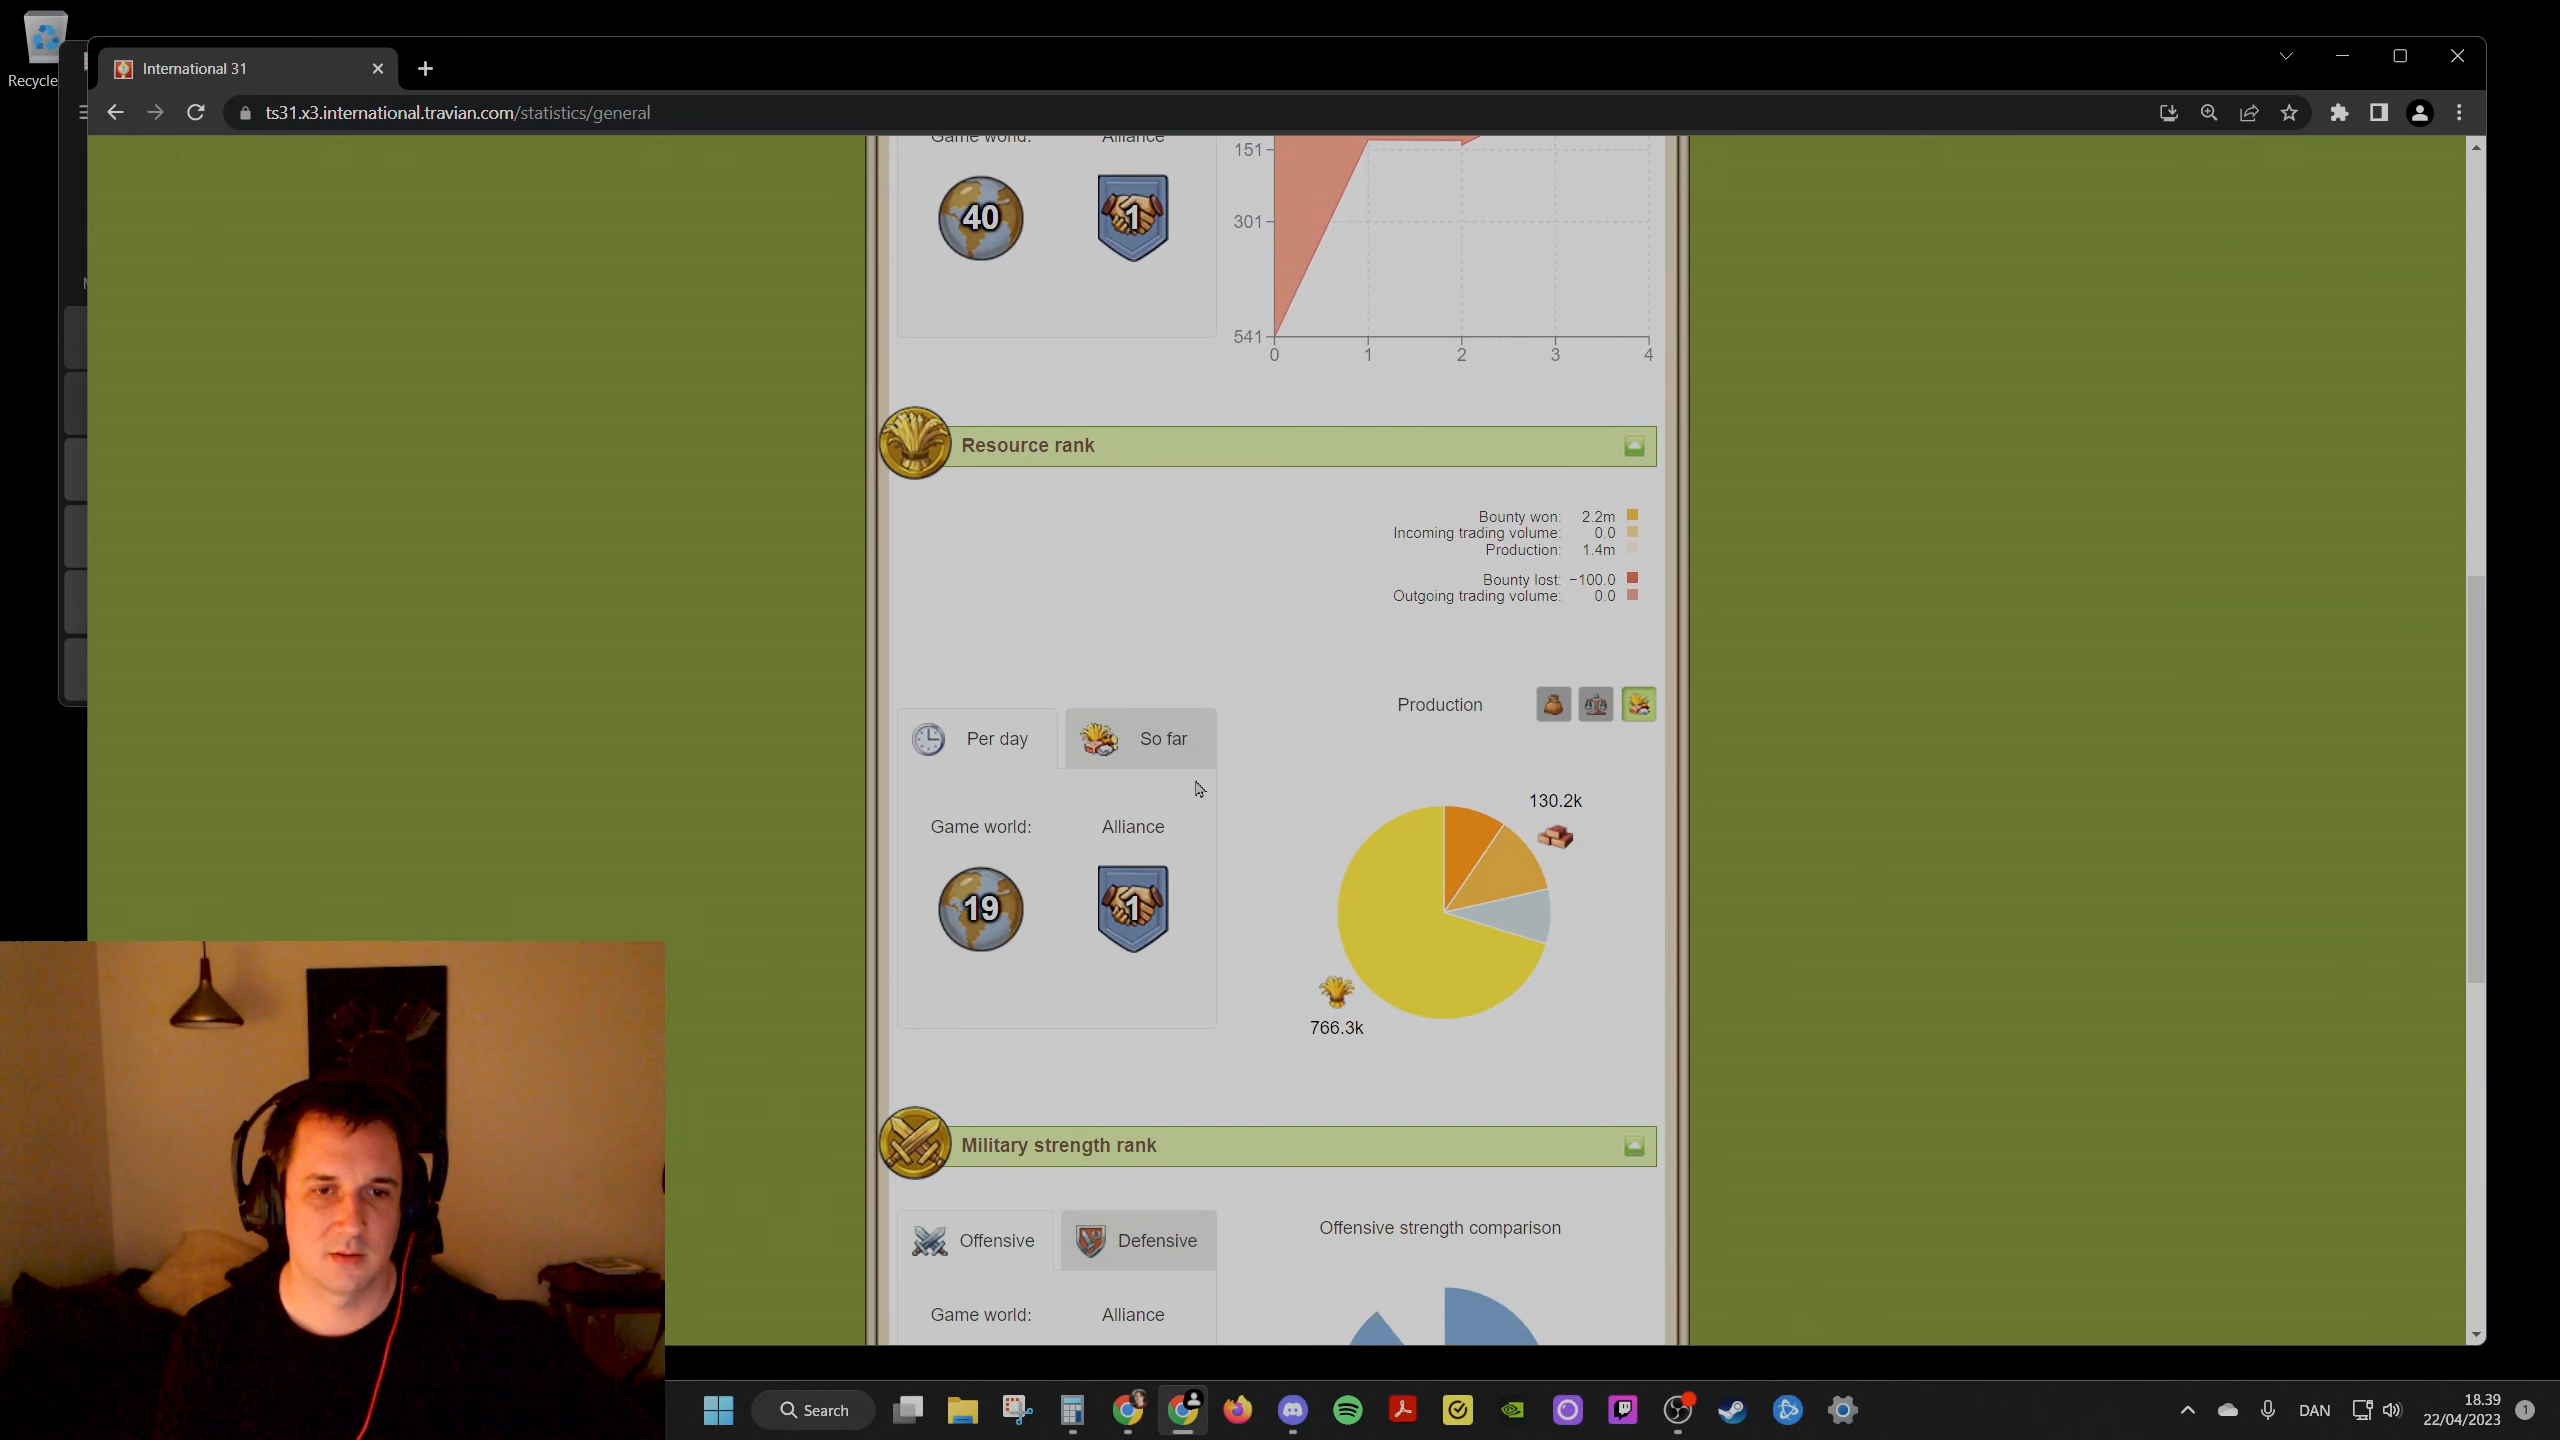 Recycle
International 31
ts31.x3.international.travian.com/statistics/general
Game world:
Alliance
40
1
151
301
541
0
1
2
3
4
Resource rank
Bounty won: 2.2m
Incoming trading volume: 0.0
Production: 1.4m
Bounty lost: −100.0
Outgoing trading volume: 0.0
Production
Per day
So far
Game world:
Alliance
19
1
130.2k
766.3k
Military strength rank
Offensive
Defensive
Offensive strength comparison
Game world:
Alliance
Search
DAN
18.39
22/04/2023
1